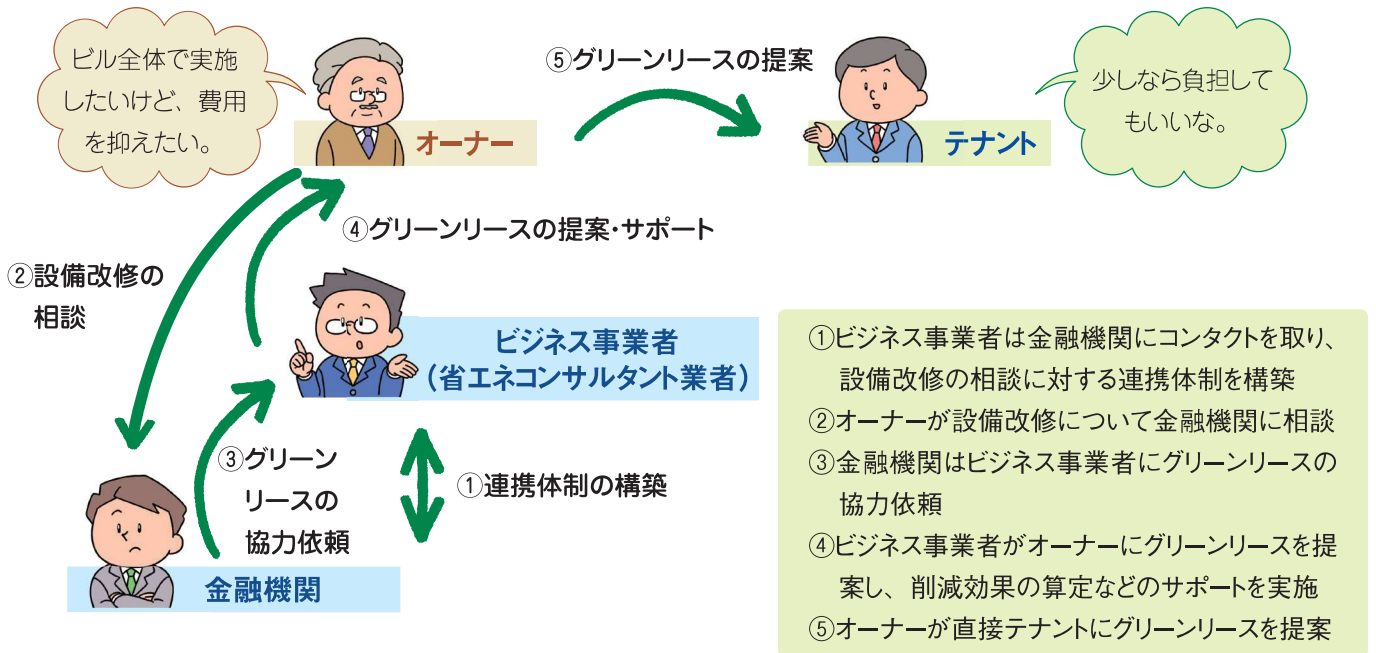 ビル全体で実施
したいけど、費用
を抑えたい。
オーナー
⑤グリーンリースの提案
テナント
少しなら負担して
もいいな。
④グリーンリースの提案・サポート
②設備改修の
相談
ビジネス事業者
（省エネコンサルタント業者）
③グリーン
リースの
協力依頼
①連携体制の構築
金融機関
①ビジネス事業者は金融機関にコンタクトを取り、
設備改修の相談に対する連携体制を構築
②オーナーが設備改修について金融機関に相談
③金融機関はビジネス事業者にグリーンリースの
協力依頼
④ビジネス事業者がオーナーにグリーンリースを提
案し、削減効果の算定などのサポートを実施
⑤オーナーが直接テナントにグリーンリースを提案